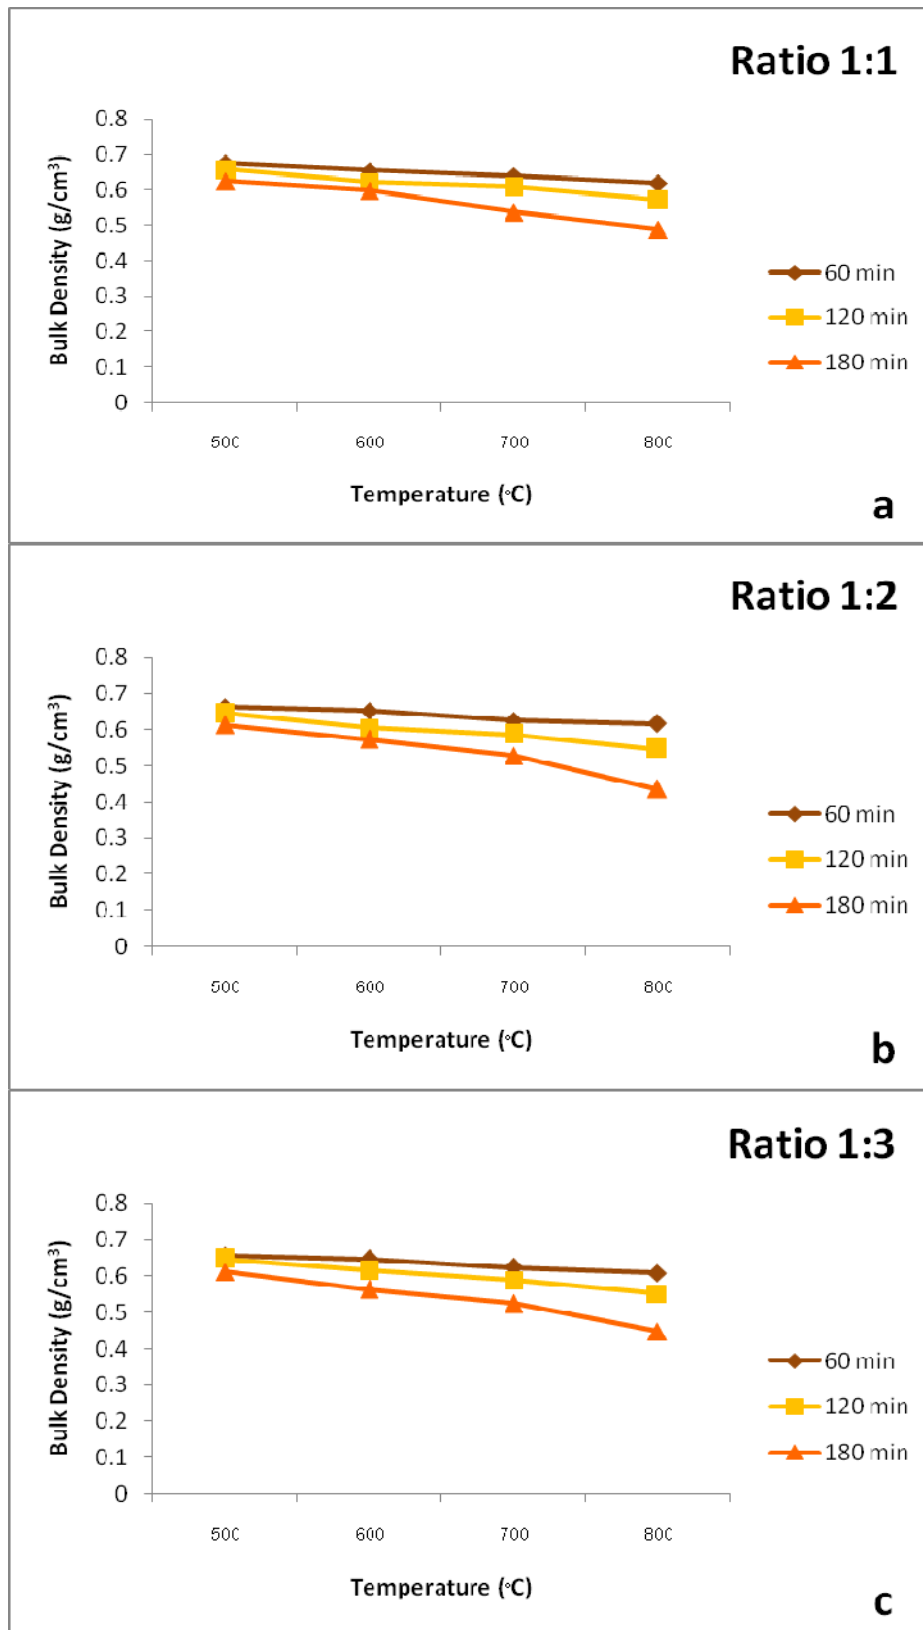 Ratio 1:1
Bulk Density (g/cm³)
0.8
0.7
0.6
0.5
0.4
0.3
0.2
0.1
0
500 600 700 800
Temperature (°C)
60 min
120 min
180 min
a
Ratio 1:2
Bulk Density (g/cm³)
0.8
0.7
0.6
0.5
0.4
0.3
0.2
0.1
0
500 600 700 800
Temperature (°C)
60 min
120 min
180 min
b
Ratio 1:3
Bulk Density (g/cm³)
0.8
0.7
0.6
0.5
0.4
0.3
0.2
0.1
0
500 600 700 800
Temperature (°C)
60 min
120 min
180 min
c